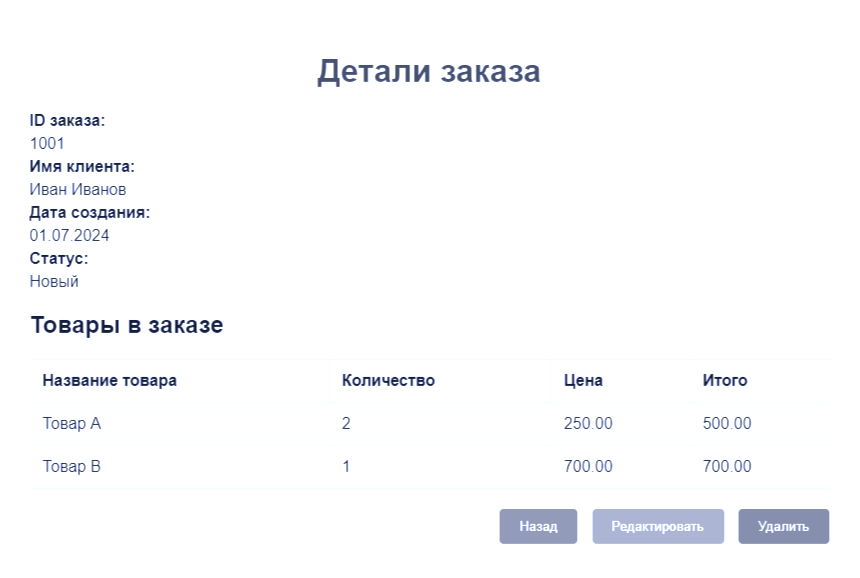 Детали заказа
ID заказа:
1001
Имя клиента:
Иван Иванов
Дата создания:
01.07.2024
Статус:
Новый
Товары в заказе
Название товара Количество Цена Итого
Товар A 2 250.00 500.00
Товар B 1 700.00 700.00
Назад Редактировать Удалить